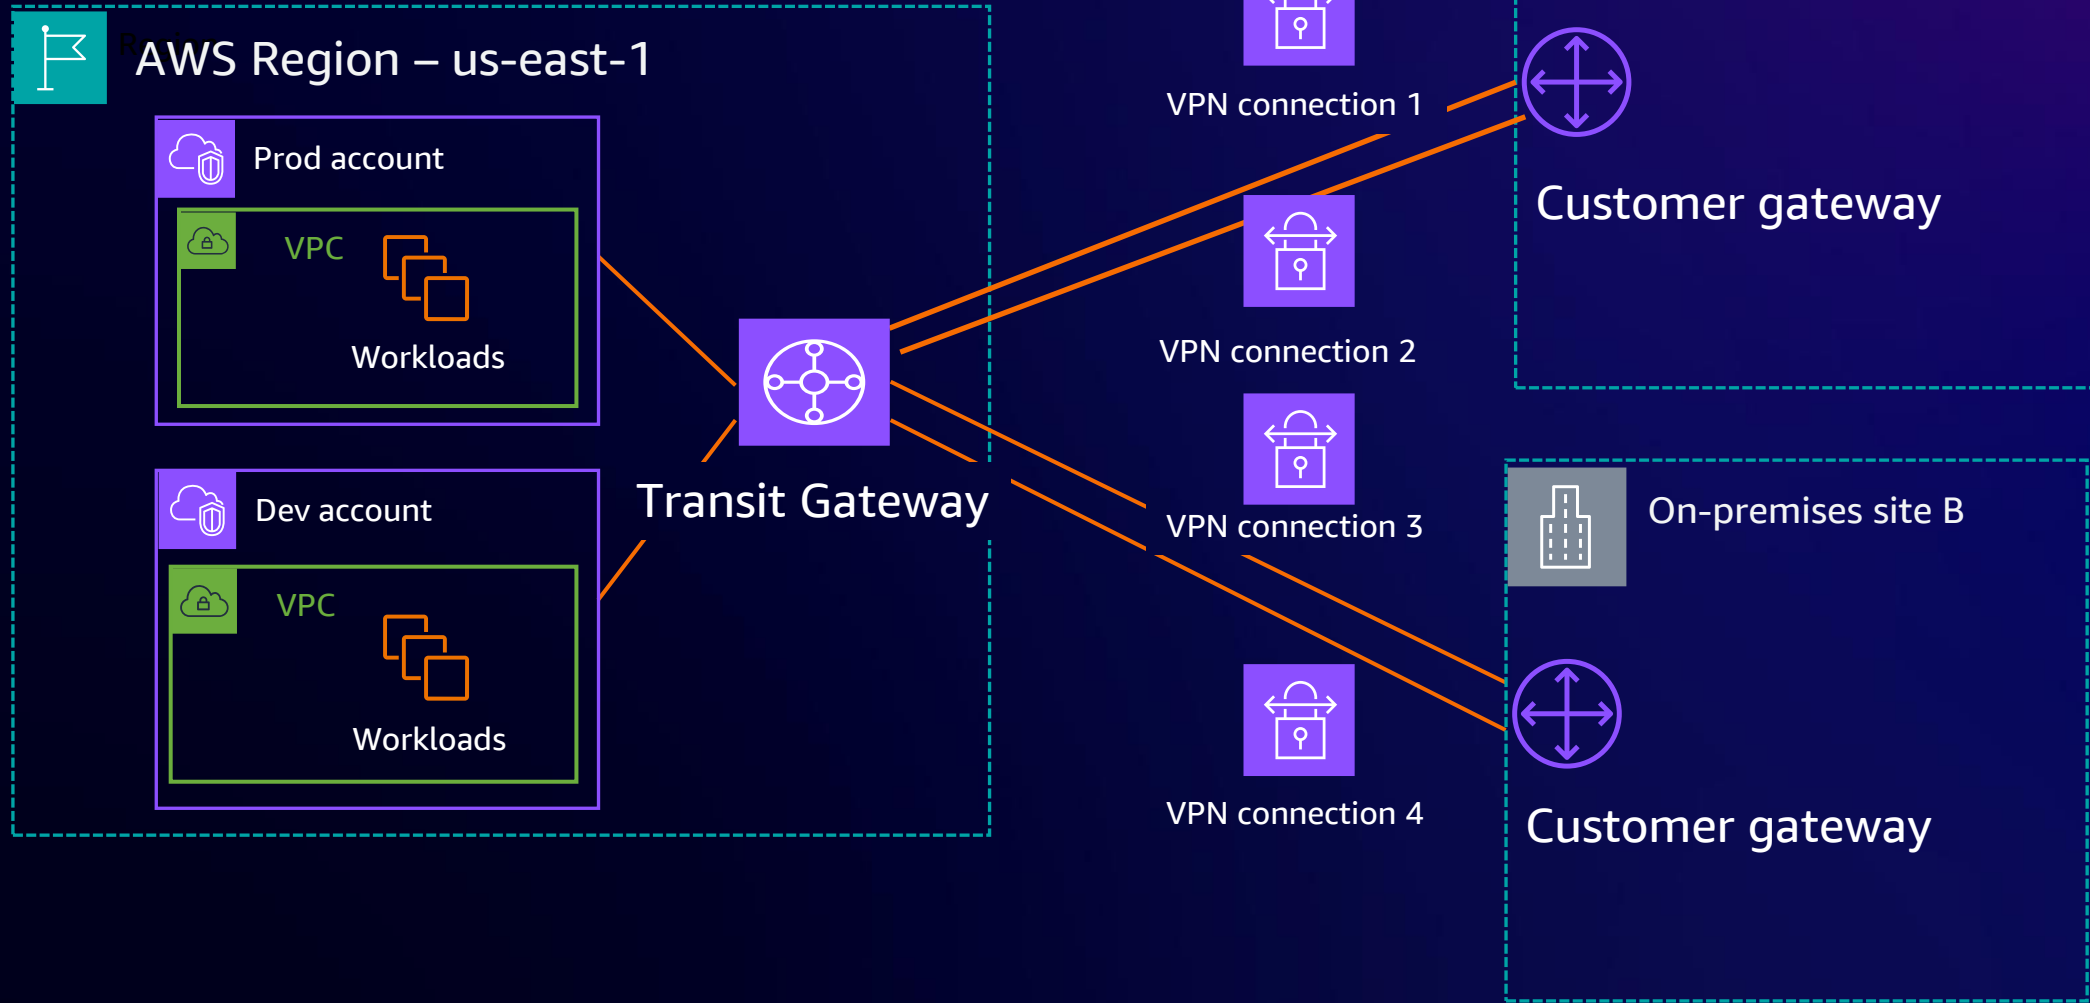 Region
AWS Region – us-east-1
Prod account
VPC
Workloads
Dev account
VPC
Workloads
Transit Gateway
VPN connection 1
VPN connection 2
VPN connection 3
VPN connection 4
Customer gateway
On-premises site B
Customer gateway